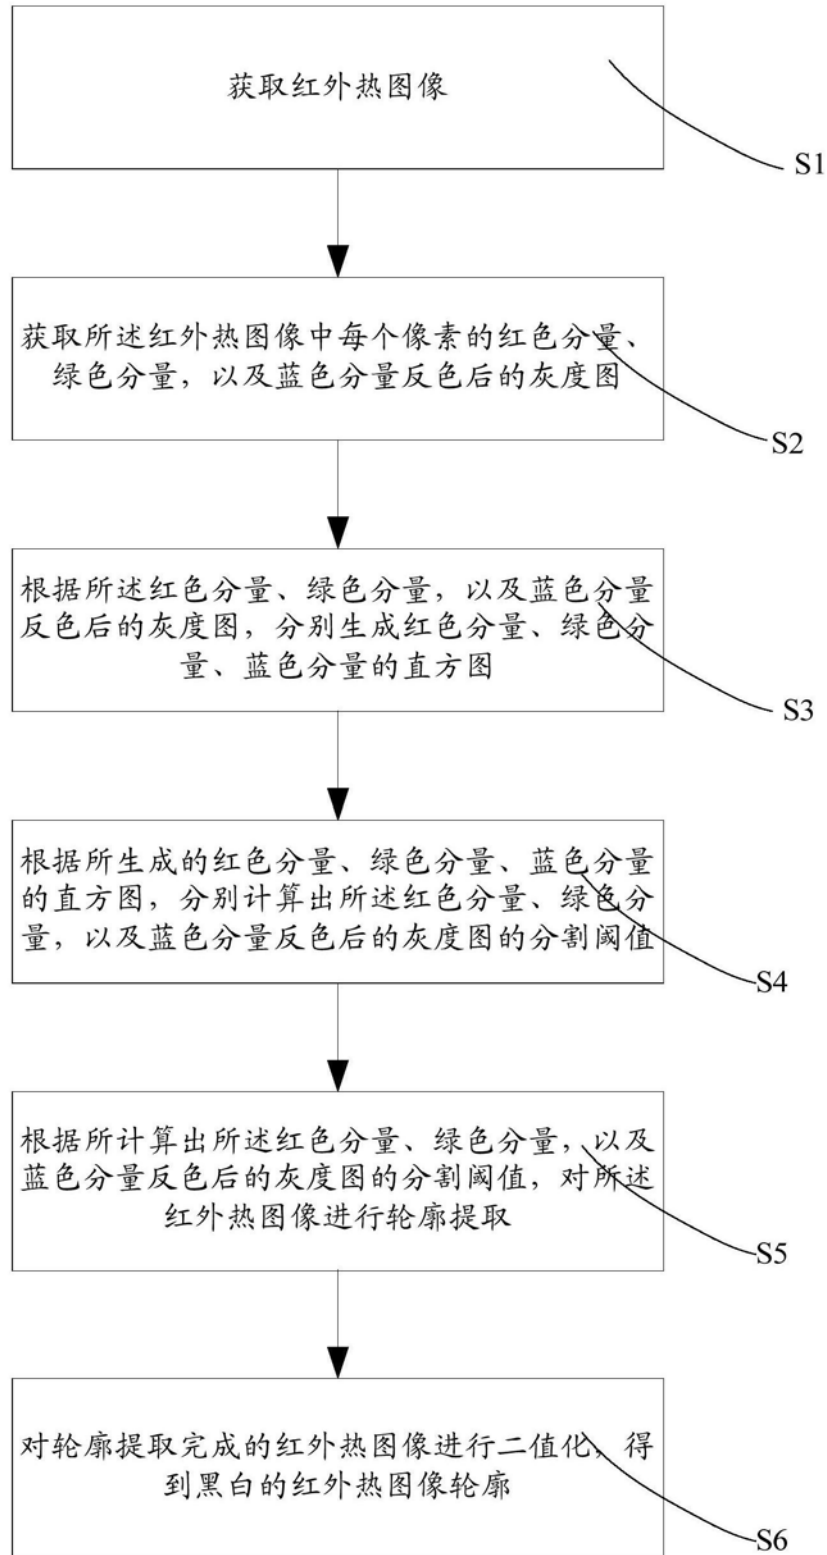 获取红外热图像
S1
获取所述红外热图像中每个像素的红色分量、
绿色分量，以及蓝色分量反色后的灰度图
S2
根据所述红色分量、绿色分量，以及蓝色分量
反色后的灰度图，分别生成红色分量、绿色分
量、蓝色分量的直方图
S3
根据所生成的红色分量、绿色分量、蓝色分量
的直方图，分别计算出所述红色分量、绿色分
量，以及蓝色分量反色后的灰度图的分割阈值
S4
根据所计算出所述红色分量、绿色分量，以及
蓝色分量反色后的灰度图的分割阈值，对所述
红外热图像进行轮廓提取
S5
对轮廓提取完成的红外热图像进行二值化，得
到黑白的红外热图像轮廓
S6